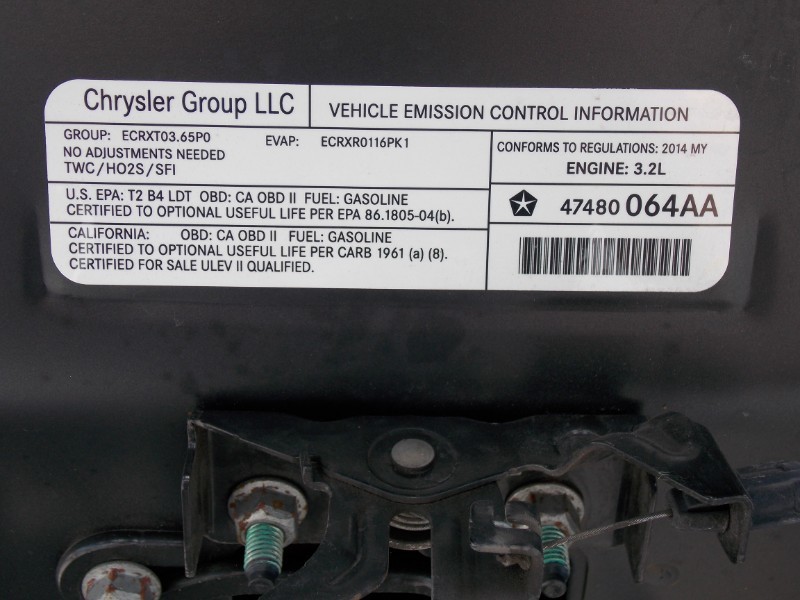 Chrysler Group LLC
VEHICLE EMISSION CONTROL INFORMATION
GROUP: ECRXT03.65P0 EVAP: ECRXR0116PK1
NO ADJUSTMENTS NEEDED
TWC/HO2S/SFI
CONFORMS TO REGULATIONS: 2014 MY
ENGINE: 3.2L
U.S. EPA: T2 B4 LDT OBD: CA OBD II FUEL: GASOLINE
CERTIFIED TO OPTIONAL USEFUL LIFE PER EPA 86.1805-04(b).
47480 064AA
CALIFORNIA: OBD: CA OBD II FUEL: GASOLINE
CERTIFIED TO OPTIONAL USEFUL LIFE PER CARB 1961 (a) (8).
CERTIFIED FOR SALE ULEV II QUALIFIED.